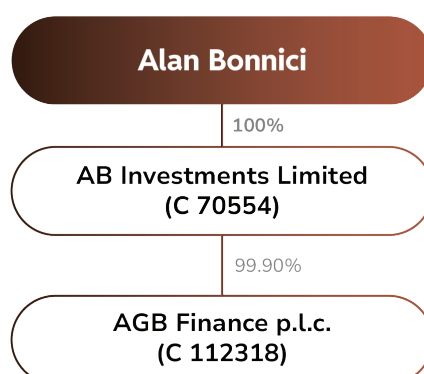 Alan Bonnici
100%
AB Investments Limited
(C 70554)
99.90%
AGB Finance p.l.c.
(C 112318)